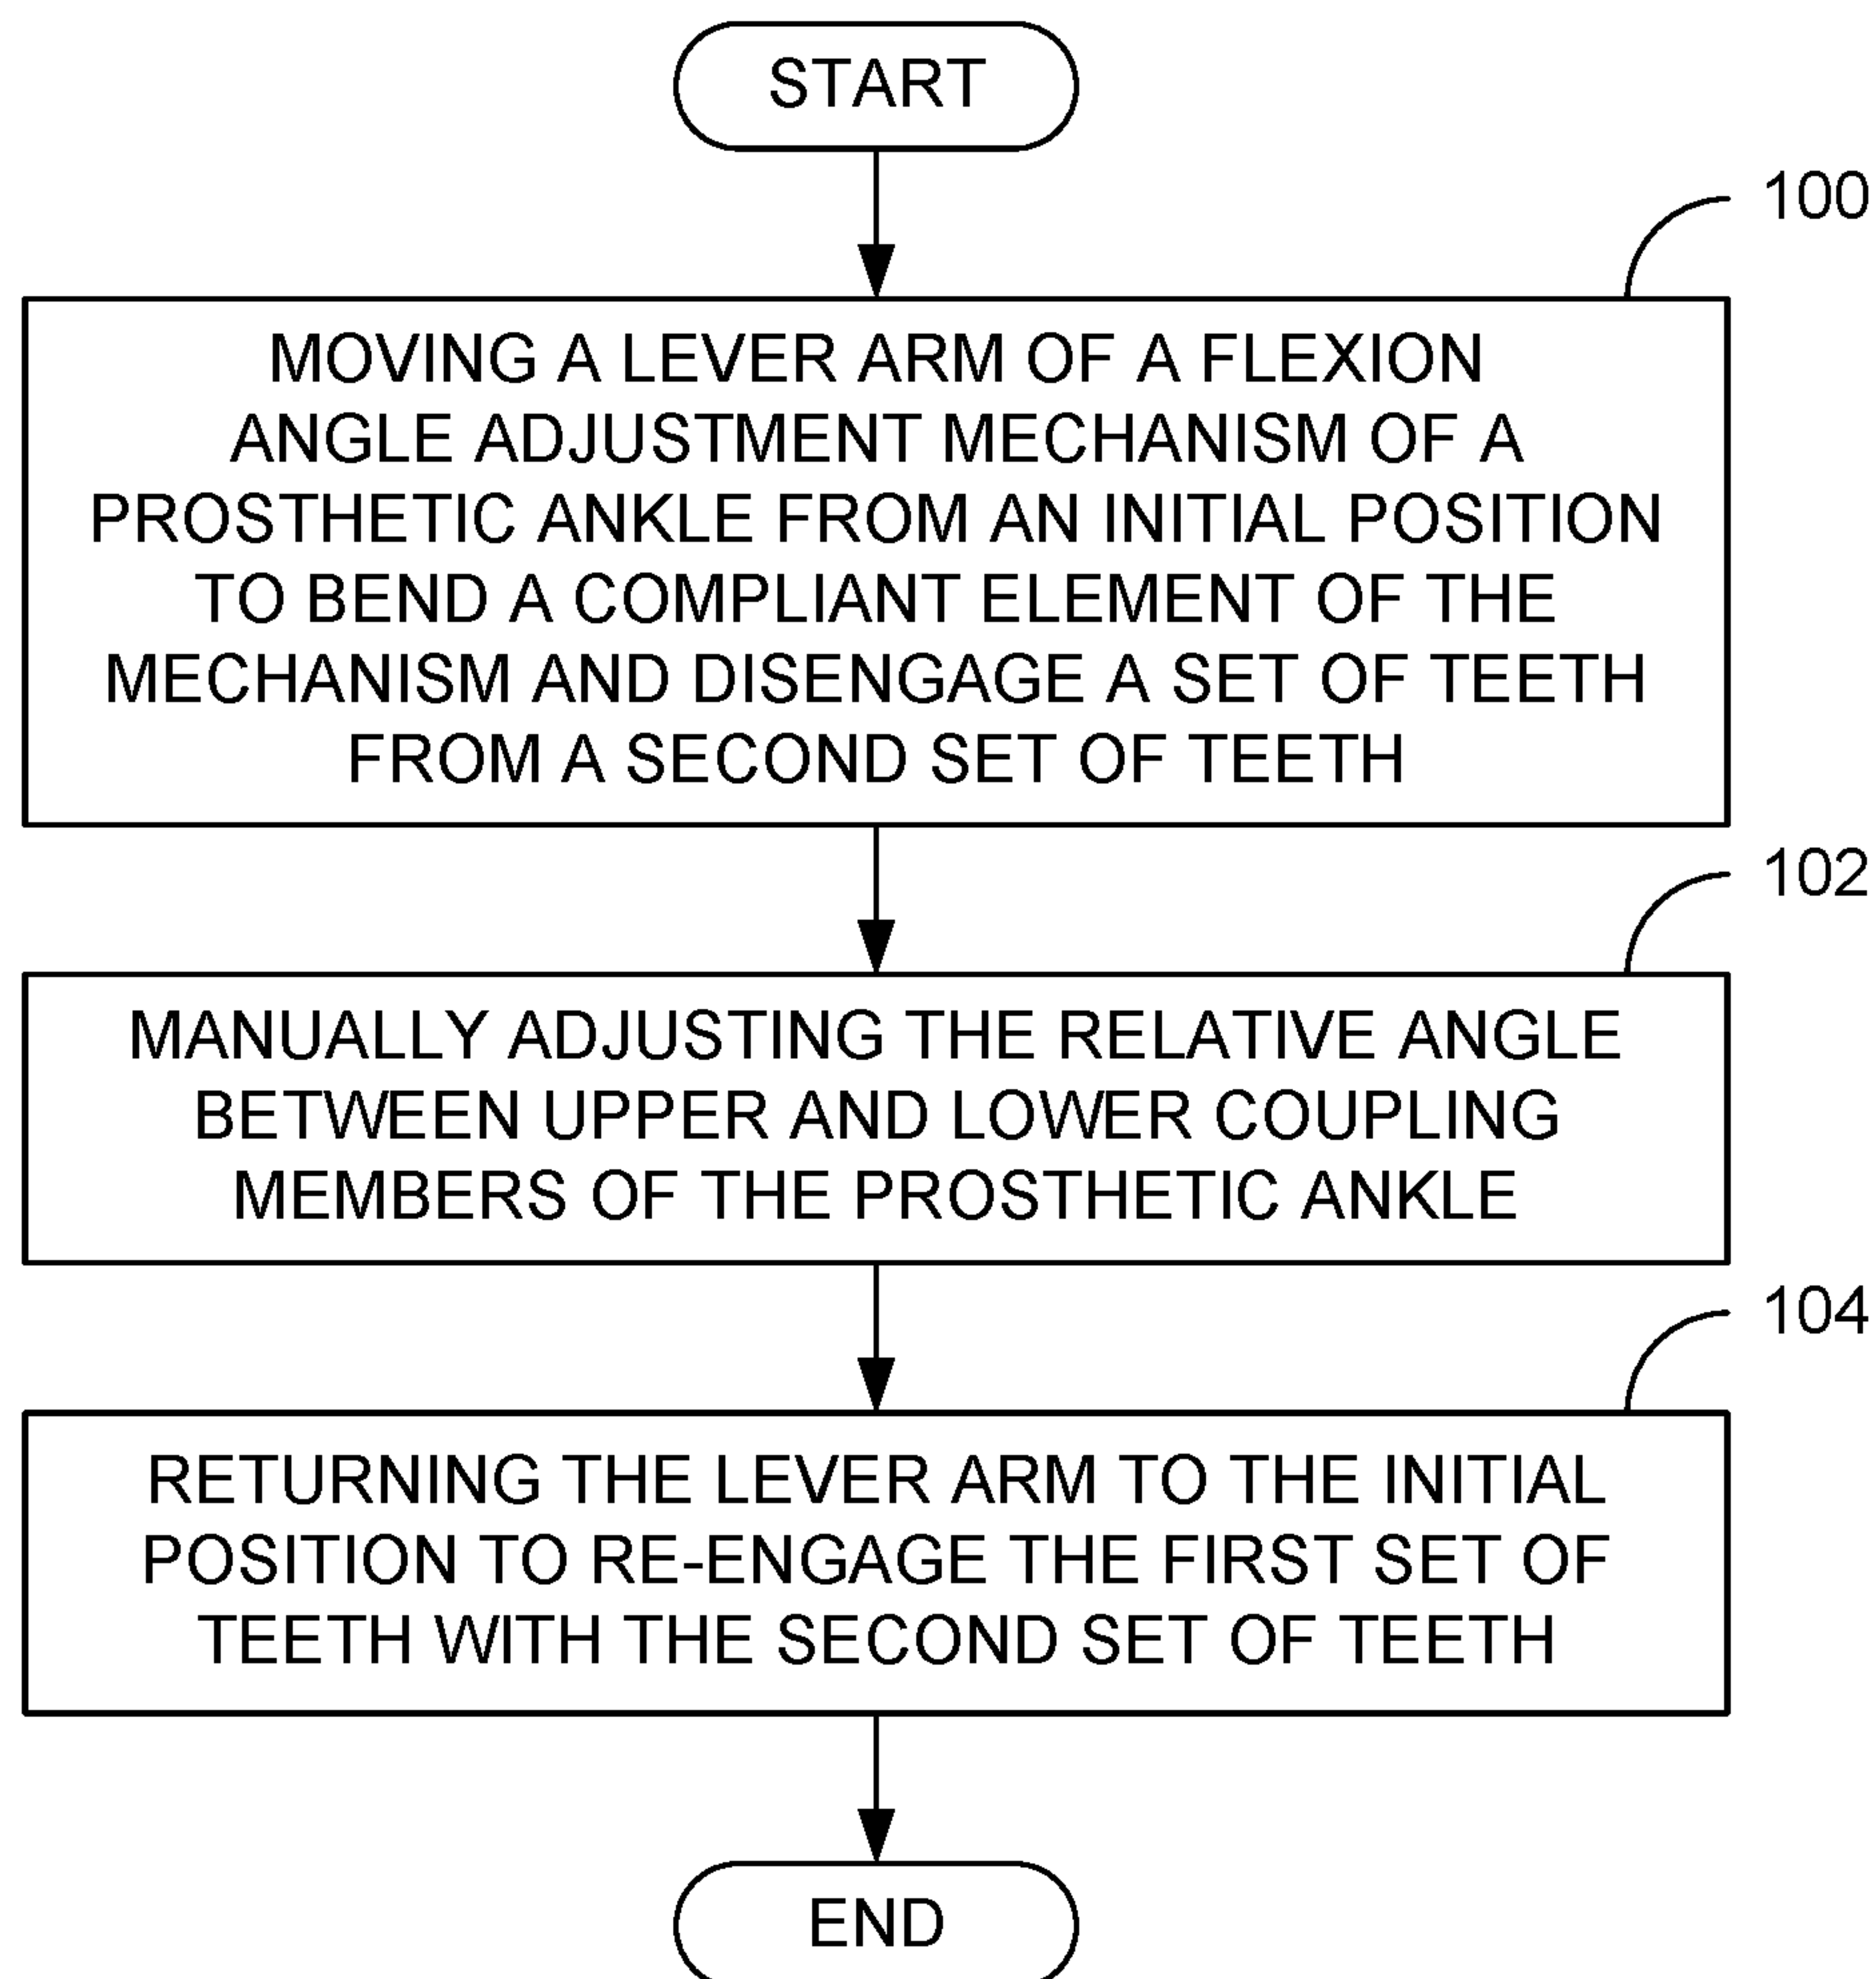 START
100
MOVING A LEVER ARM OF A FLEXION
ANGLE ADJUSTMENT MECHANISM OF A
PROSTHETIC ANKLE FROM AN INITIAL POSITION
TO BEND A COMPLIANT ELEMENT OF THE
MECHANISM AND DISENGAGE A SET OF TEETH
FROM A SECOND SET OF TEETH
102
MANUALLY ADJUSTING THE RELATIVE ANGLE
BETWEEN UPPER AND LOWER COUPLING
MEMBERS OF THE PROSTHETIC ANKLE
104
RETURNING THE LEVER ARM TO THE INITIAL
POSITION TO RE-ENGAGE THE FIRST SET OF
TEETH WITH THE SECOND SET OF TEETH
END